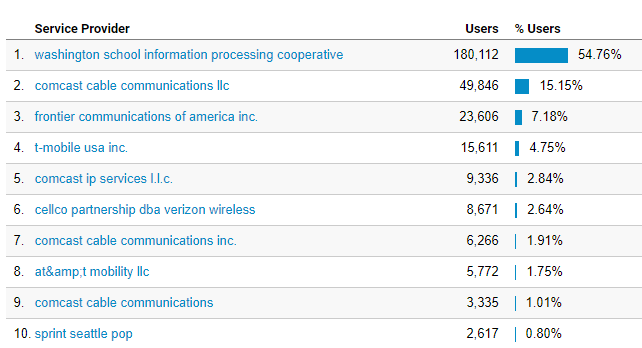 Service Provider Users % Users
1. washington school information processing cooperative 180,112 54.76%
2. comcast cable communications llc 49,846 15.15%
3. frontier communications of america inc. 23,606 7.18%
4. t-mobile usa inc. 15,611 4.75%
5. comcast ip services l.l.c. 9,336 2.84%
6. cellco partnership dba verizon wireless 8,671 2.64%
7. comcast cable communications inc. 6,266 1.91%
8. at&amp;t mobility llc 5,772 1.75%
9. comcast cable communications 3,335 1.01%
10. sprint seattle pop 2,617 0.80%